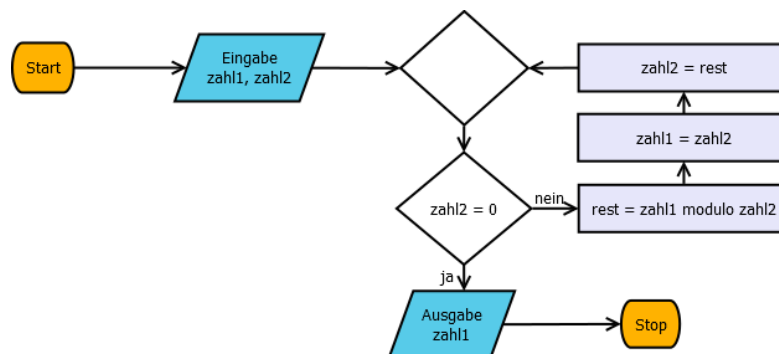 Start
Eingabe
zahl1, zahl2
zahl2 = rest
zahl1 = zahl2
zahl2 = 0
nein
rest = zahl1 modulo zahl2
ja
Ausgabe
zahl1
Stop